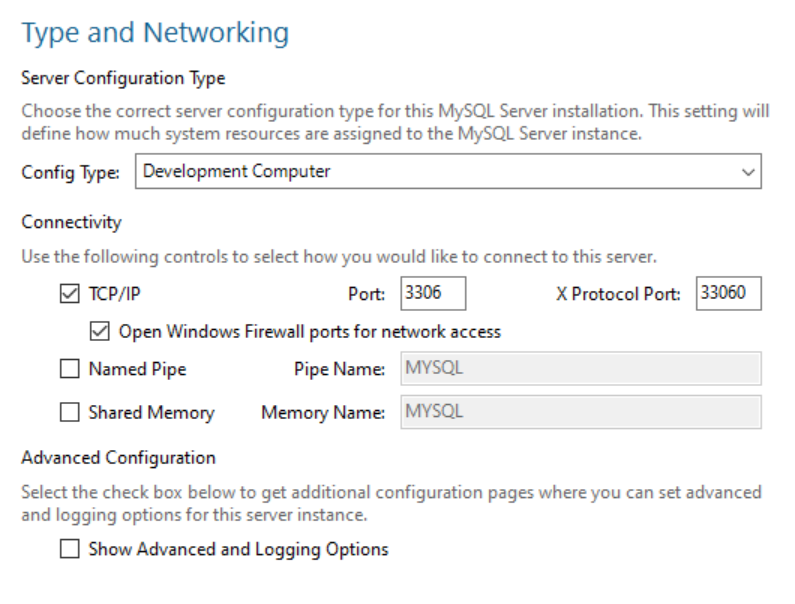 Type and Networking
Server Configuration Type
Choose the correct server configuration type for this MySQL Server installation. This setting will
define how much system resources are assigned to the MySQL Server instance.
Config Type: Development Computer
Connectivity
Use the following controls to select how you would like to connect to this server.
TCP/IP Port: 3306 X Protocol Port: 33060
Open Windows Firewall ports for network access
Named Pipe Pipe Name: MYSQL
Shared Memory Memory Name: MYSQL
Advanced Configuration
Select the check box below to get additional configuration pages where you can set advanced
and logging options for this server instance.
Show Advanced and Logging Options